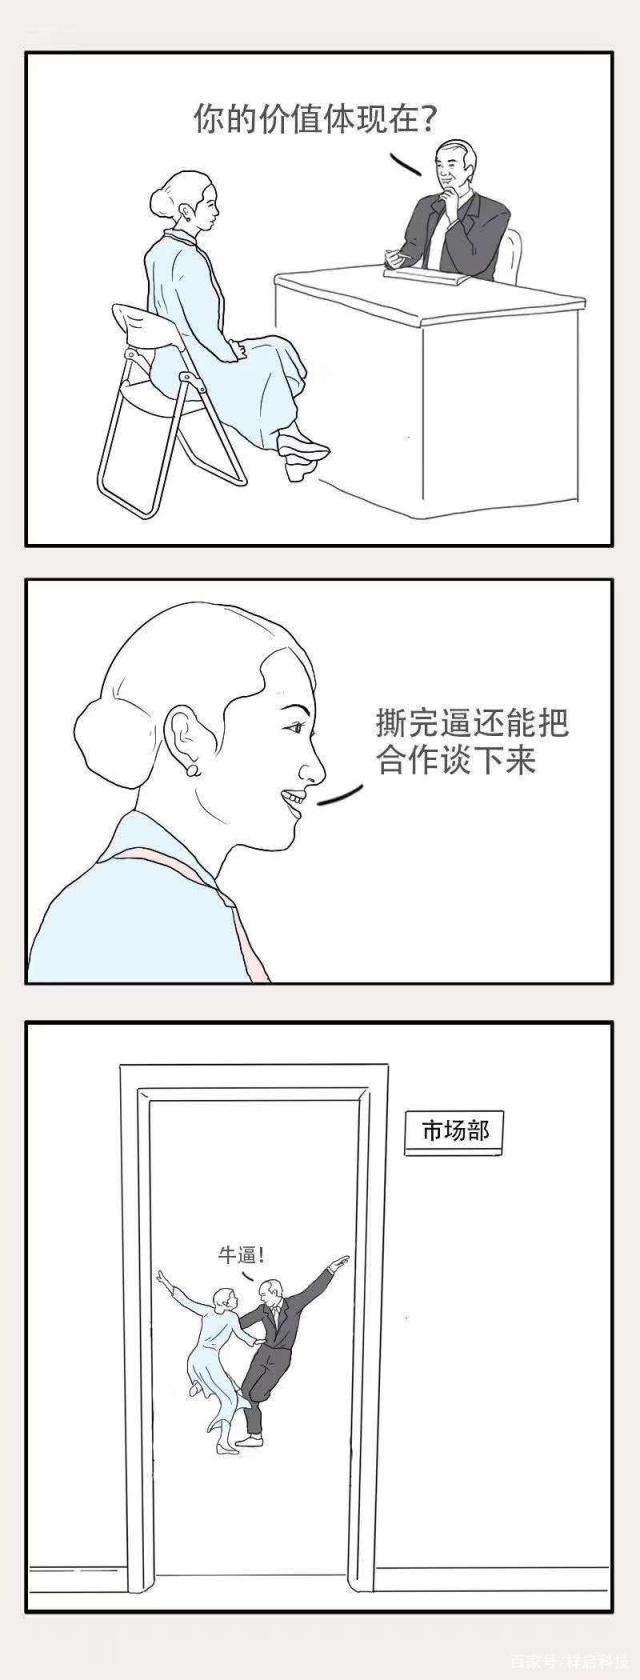 你的价值体现在?
撕完逼还能把
合作谈下来
市场部
牛逼!
百家号/样启科技